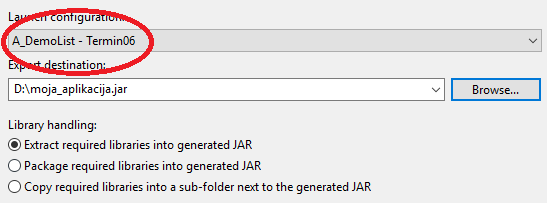 Launch configuration:
A_DemoList - Termin06
Export destination:
D:\moja_aplikacija.jar
Browse...
Library handling:
Extract required libraries into generated JAR
Package required libraries into generated JAR
Copy required libraries into a sub-folder next to the generated JAR